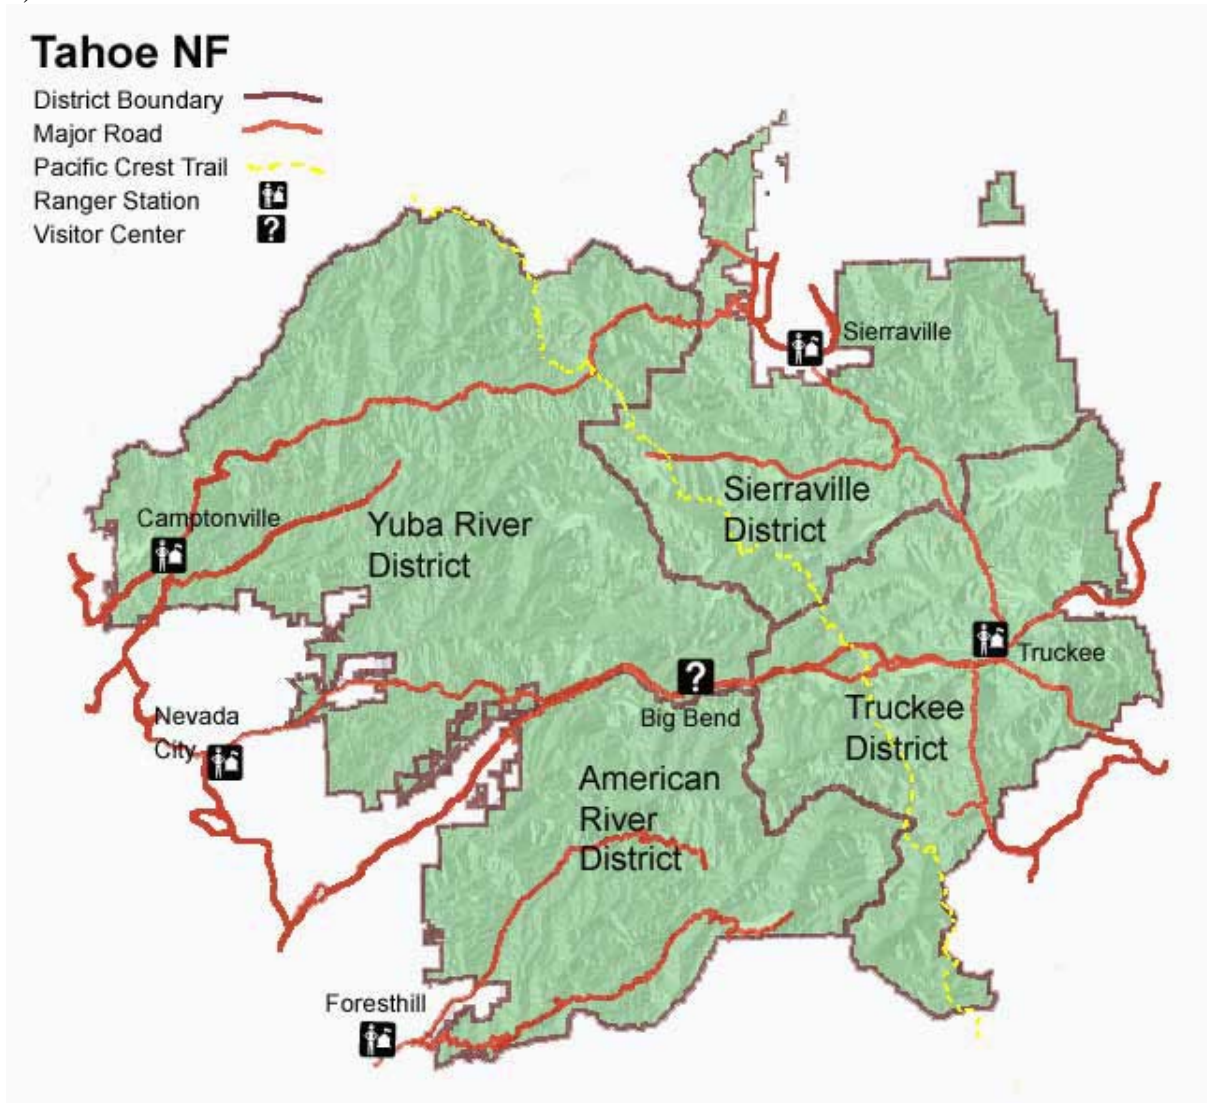 Tahoe NF
District Boundary
Major Road
Pacific Crest Trail
Ranger Station
Visitor Center
?
Sierraville
Camptonville
Yuba River
District
Sierraville
District
Truckee
?
Big Bend
Nevada
City
Truckee
District
American
River
District
Foresthill